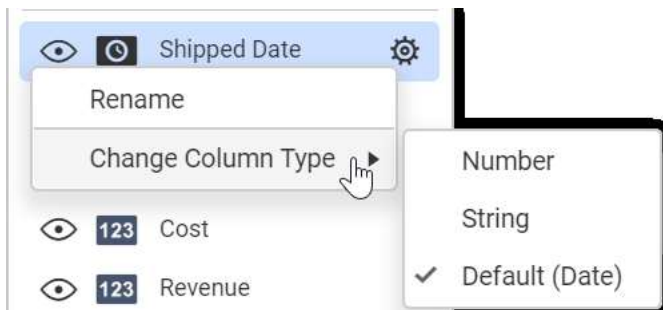 Shipped Date
Rename
Change Column Type
Number
String
Default (Date)
123 Cost
123 Revenue